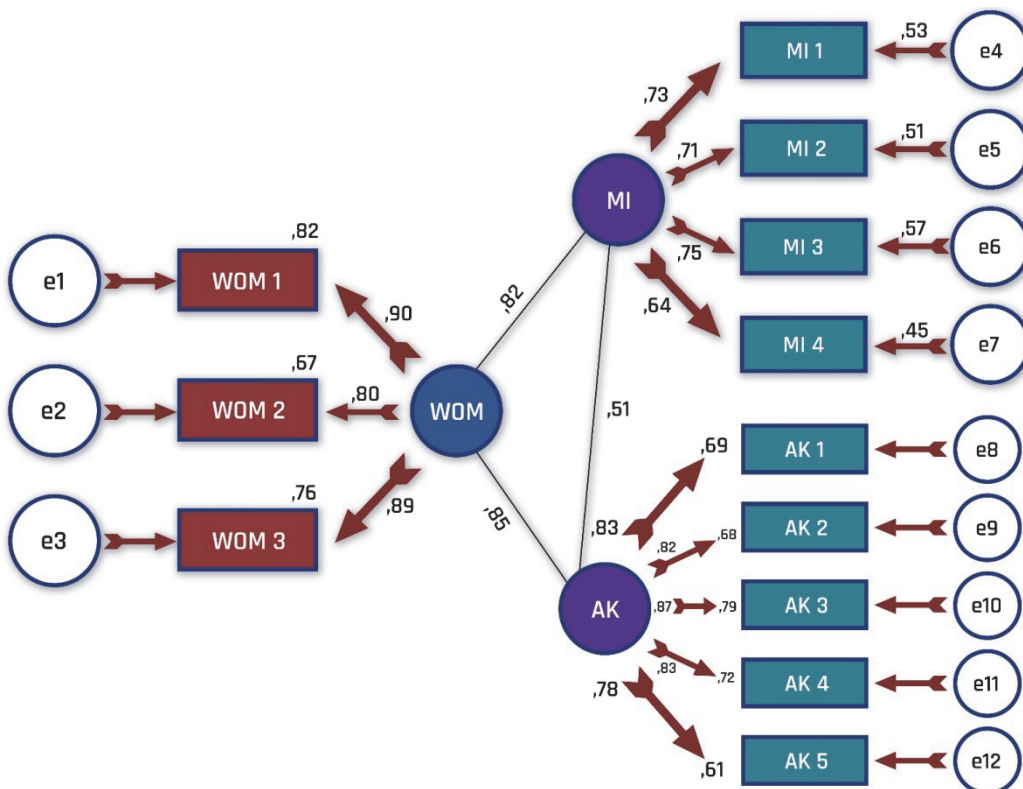 e1
,82
WOM 1
e2
,67
WOM 2
e3
,76
WOM 3
,90
,80
,89
WOM
,82
,85
,51
MI
,73
,71
,75
,64
MI 1
,53
e4
MI 2
,51
e5
MI 3
,57
e6
MI 4
,45
e7
AK
,83
,69
AK 1
e8
,82
,68
AK 2
e9
,87
,79
AK 3
e10
,83
,72
AK 4
e11
,78
,61
AK 5
e12